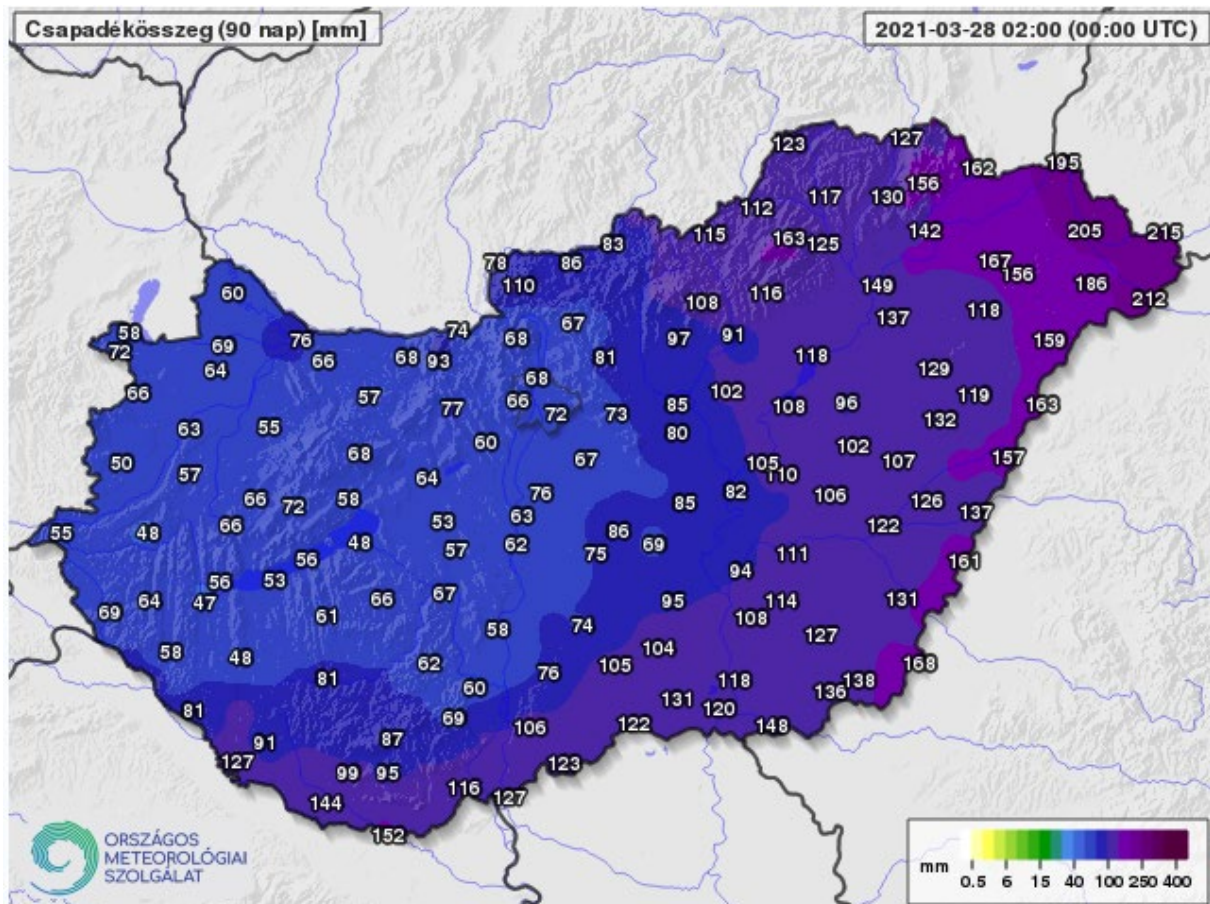 Csapadékösszeg (90 nap) [mm]
2021-03-28 02:00 (00:00 UTC)
123 127
162 195
156
117 130
112
115 163 125 142 205 215
83
78 86 167
156
110 116 149 186 212
60 108
67 137 118
58 76 74 68 97 91 159
72 69 66 68 93 81 118
64 129
66 57 68 102 119
77 66 72 73 85 108 96 163
63 55 60 80 132
68 67 102
50 57 64 105 110 107 157
66 72 58 76 85 82 106 126
66 53 63 122 137
55 48 48 62 86 69
56 57 75 111 161
56 53 94
69 64 47 66 67 95 114 131
61 58 74 108 127
58 48 62 105 104
81 60 76 118 138 168
81 69 131 120 136
91 87 106 122 148
127 99 95 123
144 116 127
152
ORSZÁGOS
METEOROLÓGIAI
SZOLGÁLAT
mm
0.5 6 15 40 100 250 400